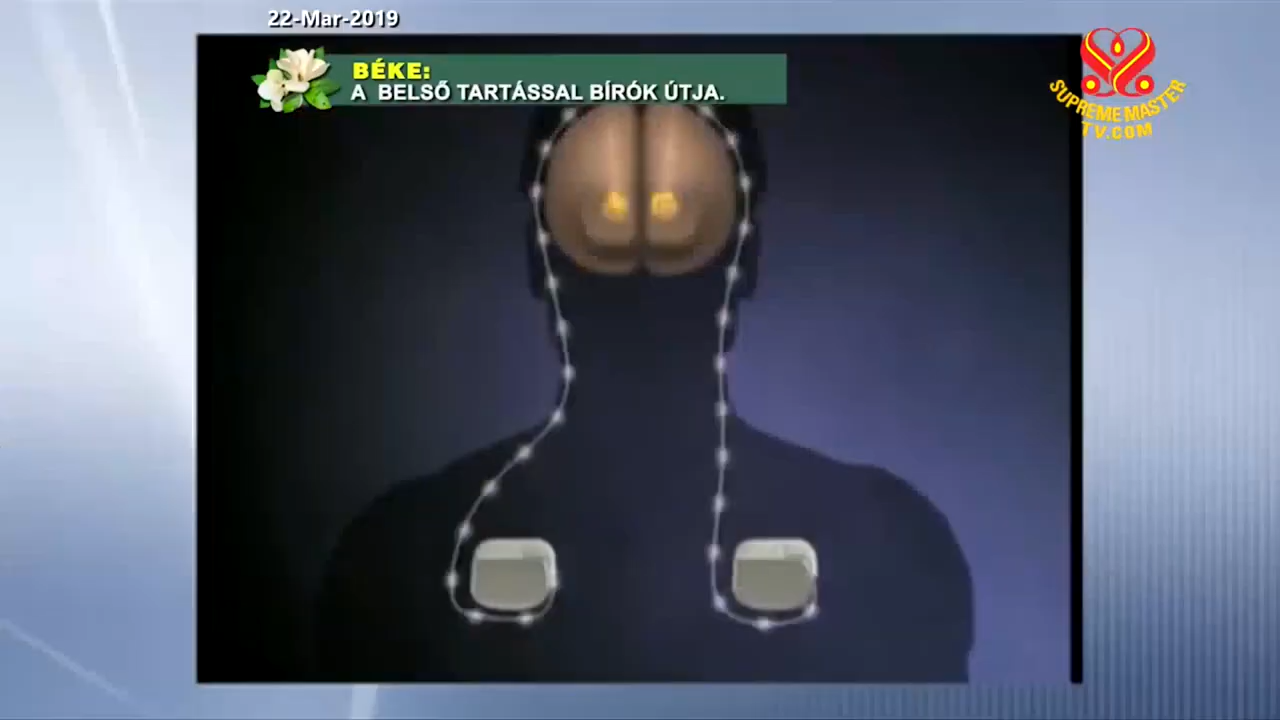 22-Mar-2019
BÉKE:
A BELSŐ TARTÁSSAL BÍRÓK ÚTJA.
SUPREME MASTER
TV.COM